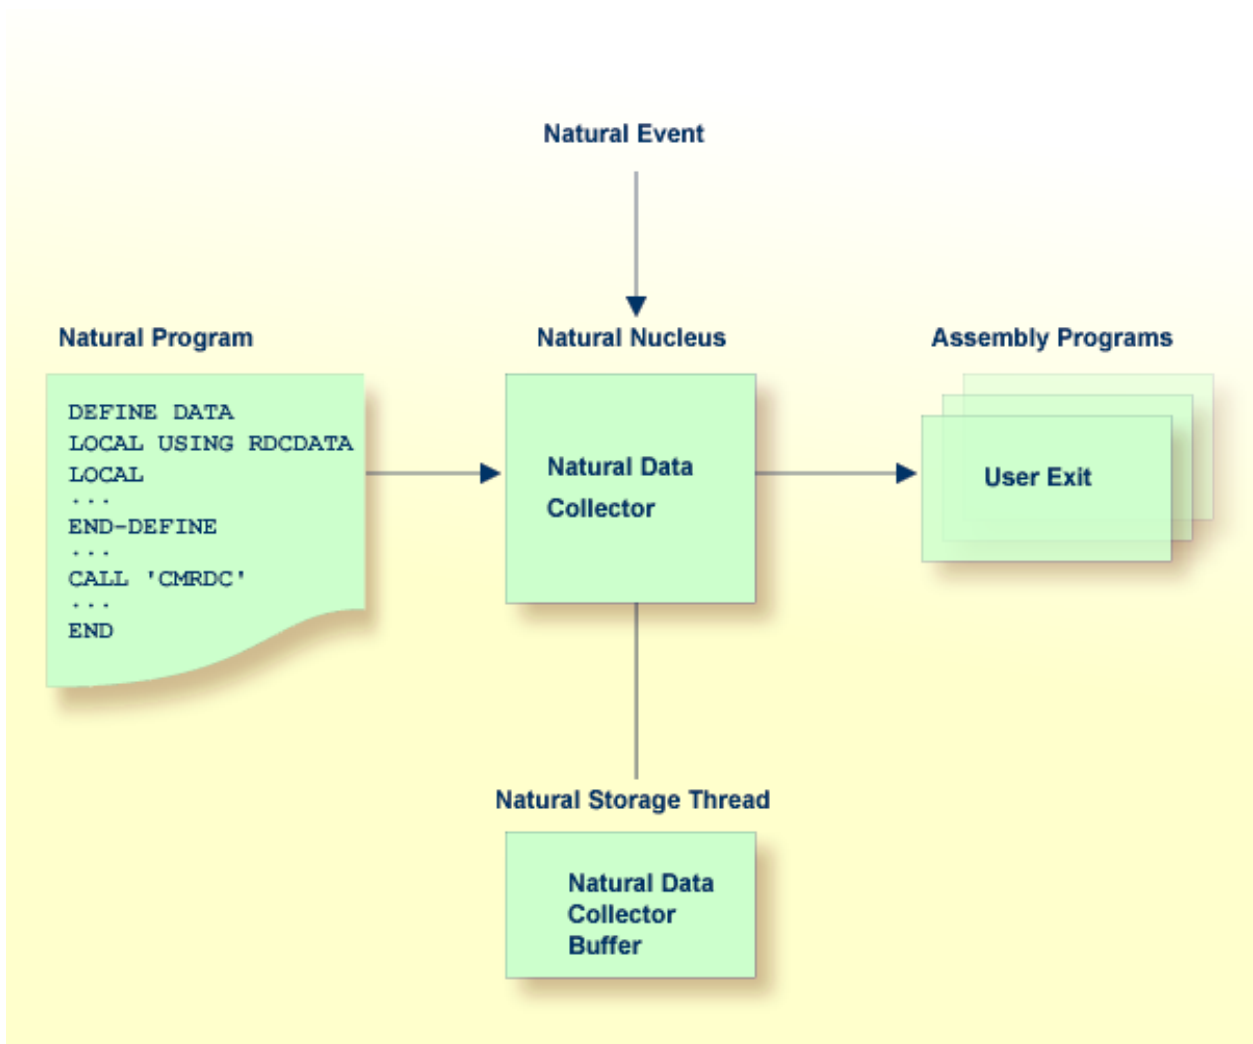 Natural Event
Natural Program
DEFINE DATA
LOCAL USING RDCDATA
LOCAL
...
END-DEFINE
...
CALL 'CMRDC'
...
END
Natural Nucleus
Natural Data
Collector
Assembly Programs
User Exit
Natural Storage Thread
Natural Data
Collector
Buffer